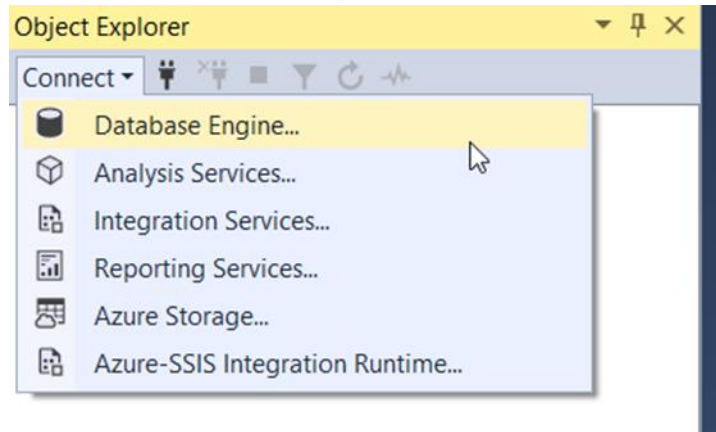 Object Explorer
Connect
Database Engine...
Analysis Services...
Integration Services...
Reporting Services...
Azure Storage...
Azure-SSIS Integration Runtime...